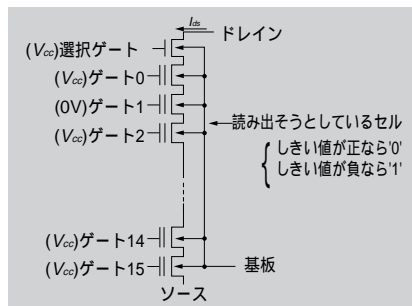 Ids
ドレイン
(Vcc)選択ゲート
(Vcc)ゲート0
(0V)ゲート1
(Vcc)ゲート2
読み出そうとしているセル
しきい値が正なら'0'
しきい値が負なら'1'
(Vcc)ゲート14
(Vcc)ゲート15
基板
ソース